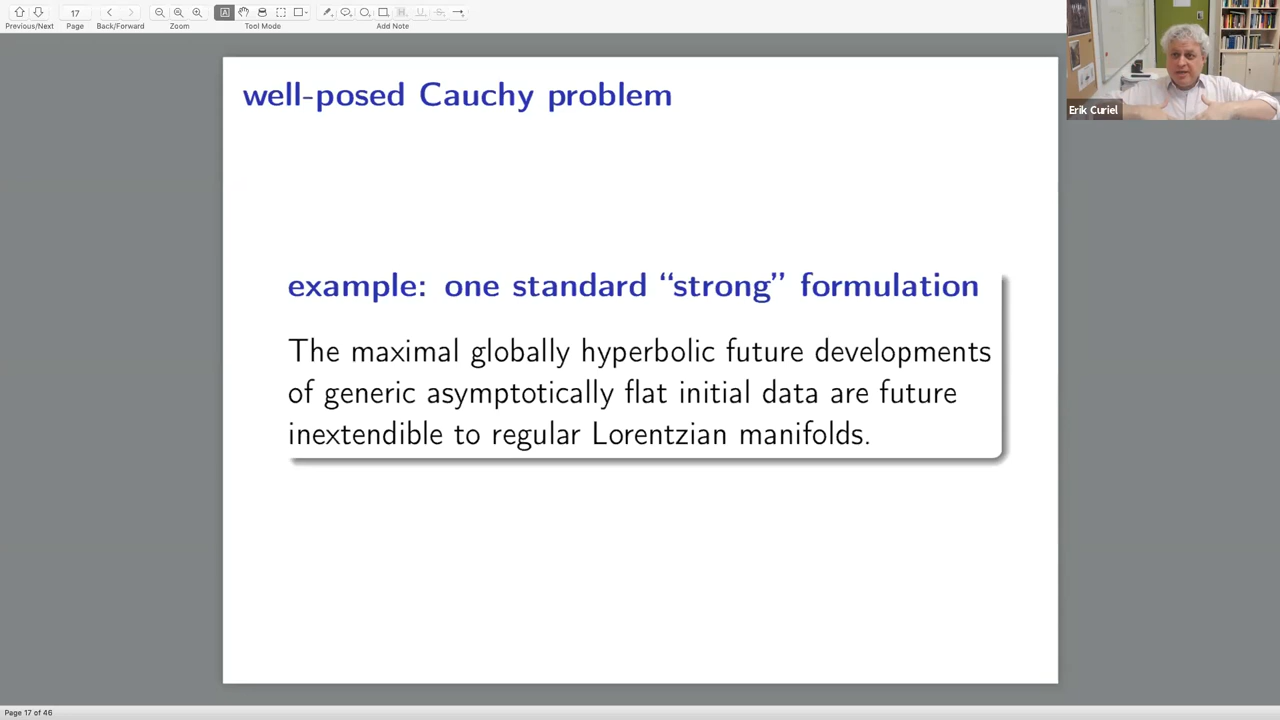 17
Previous/Next
Page
Back/Forward
Zoom
Tool Mode
Add Note
Erik Curiel
well-posed Cauchy problem
example: one standard “strong” formulation
The maximal globally hyperbolic future developments
of generic asymptotically flat initial data are future
inextendible to regular Lorentzian manifolds.
Page 17 of 46